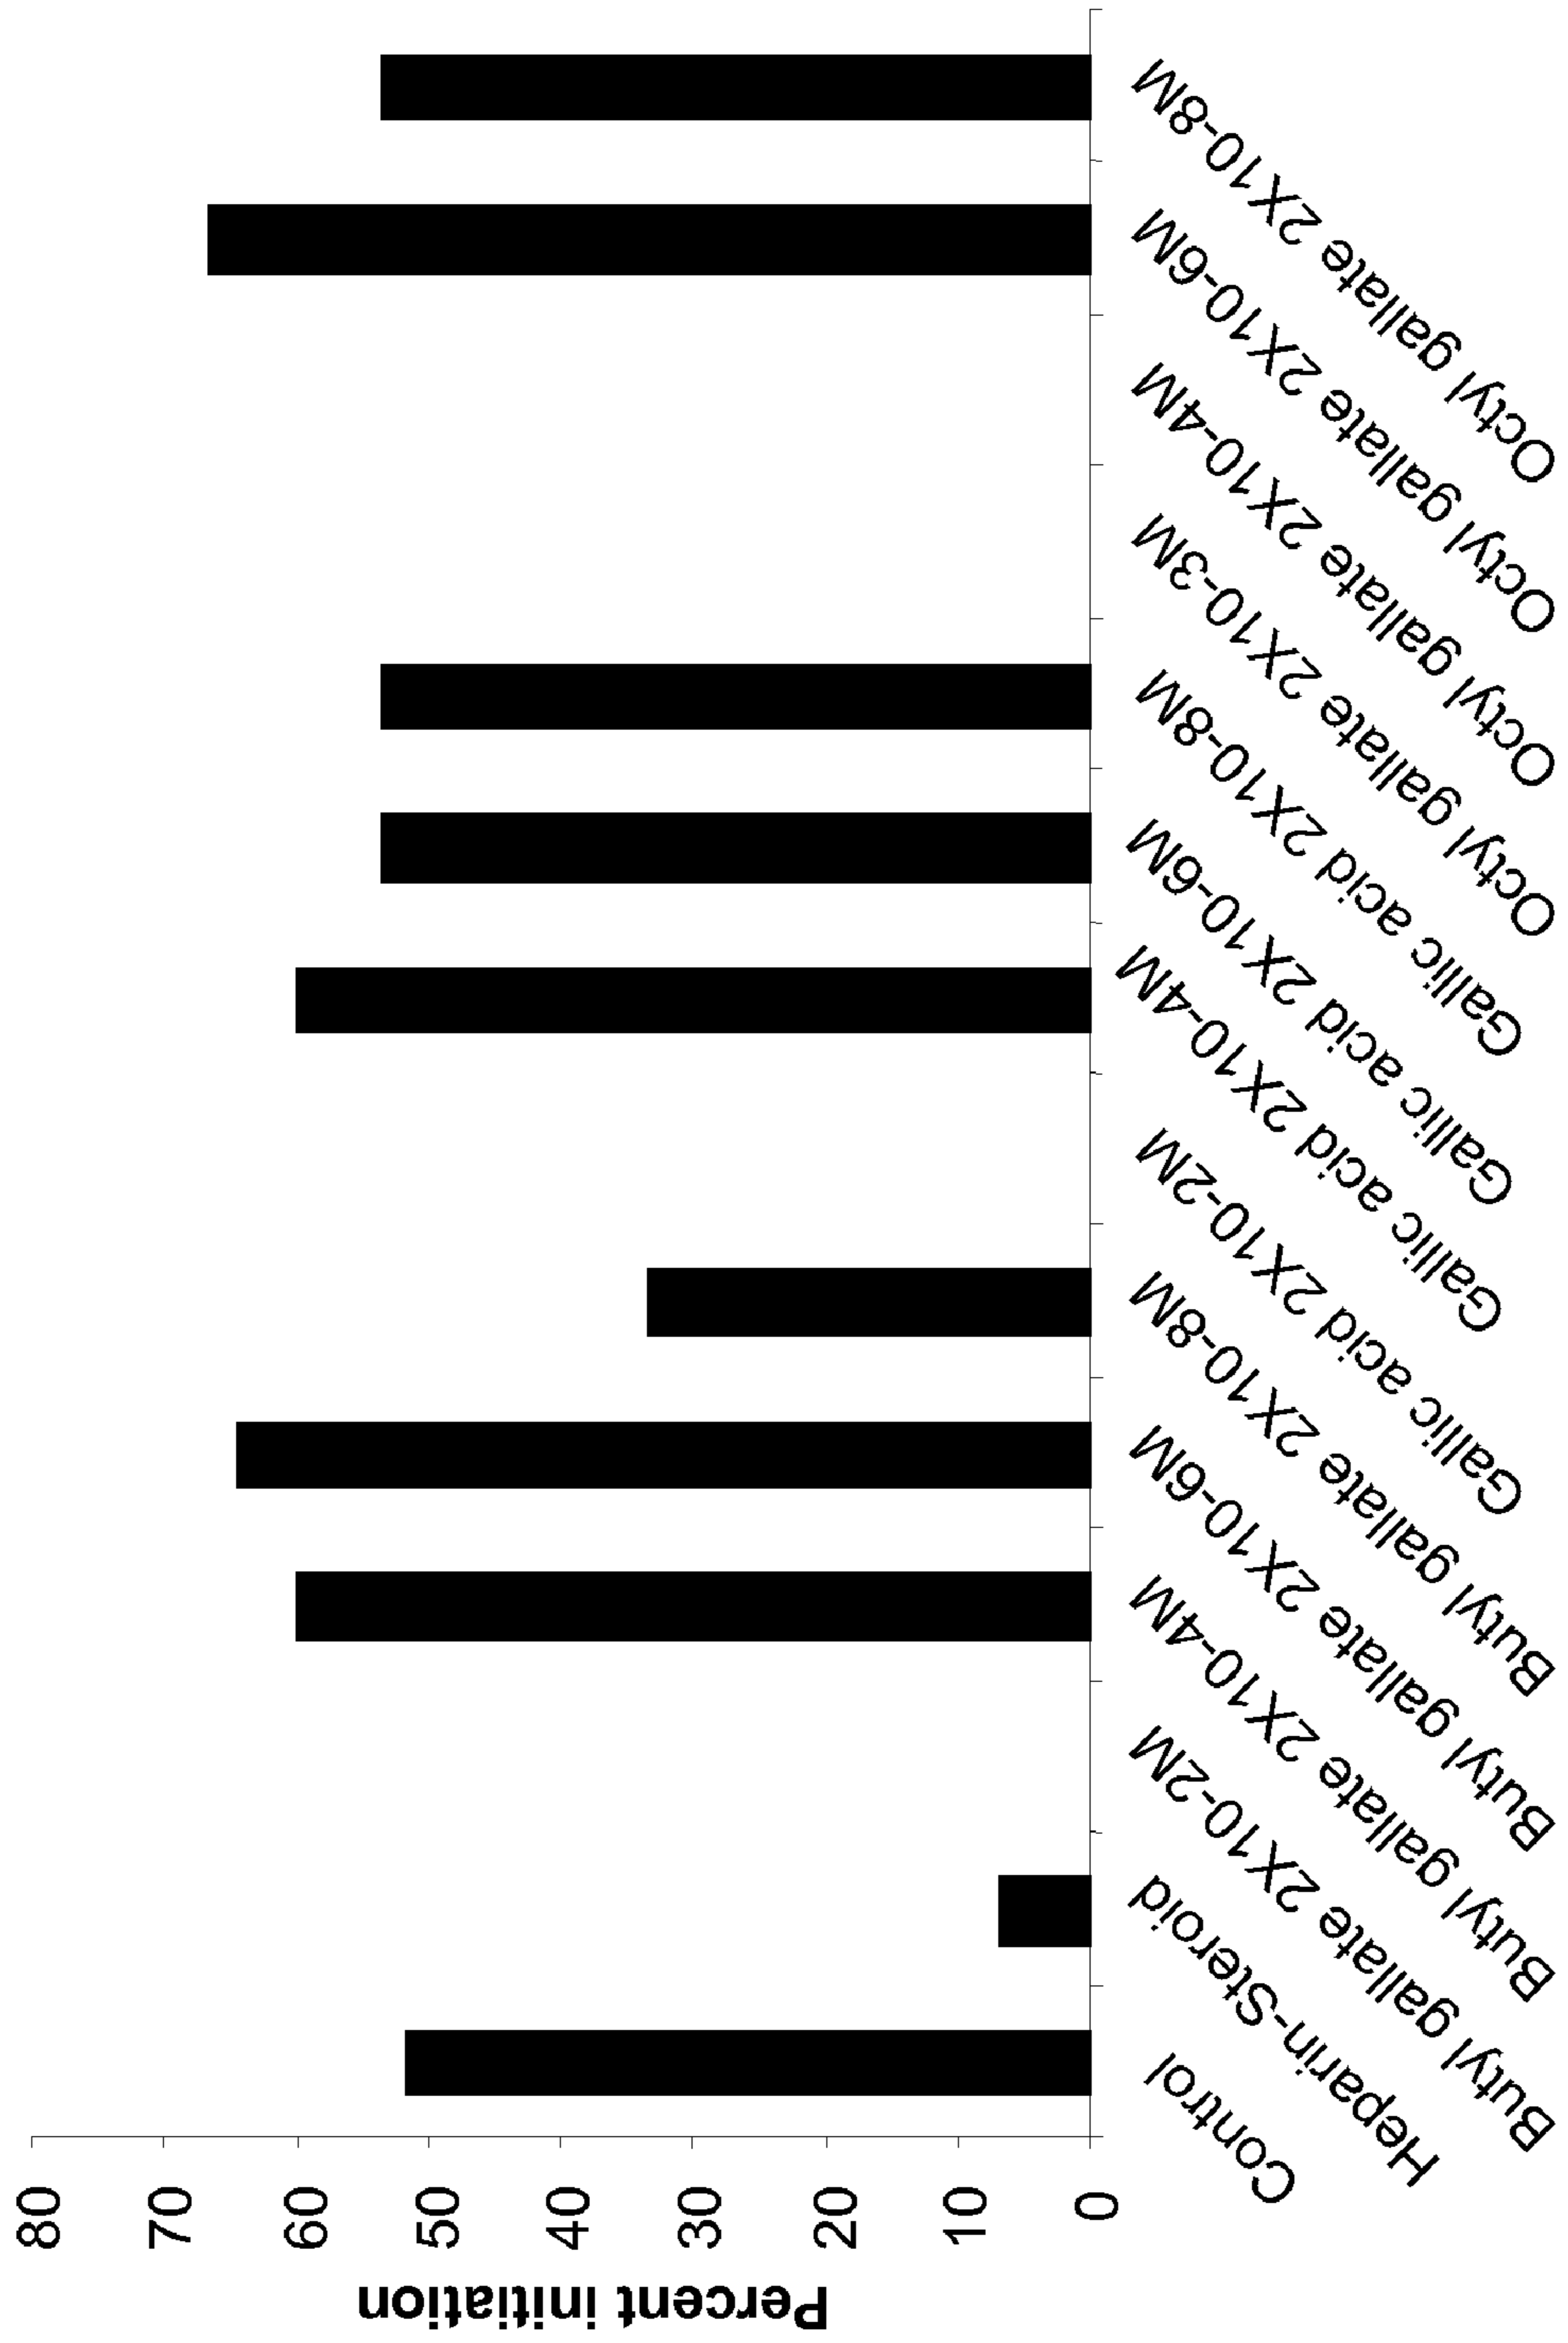 Percent initiation
80
70
60
50
40
30
20
10
0
Control
Heparin-Steroid
Butyl gallate 2X10-2M
Butyl gallate 2X10-4M
Butyl gallate 2X10-6M
Butyl gallate 2X10-8M
Gallic acid 2X10-2M
Gallic acid 2X10-4M
Gallic acid 2X10-6M
Gallic acid 2X10-8M
Octyl gallate 2X10-3M
Octyl gallate 2X10-4M
Octyl gallate 2X10-6M
Octyl gallate 2X10-8M